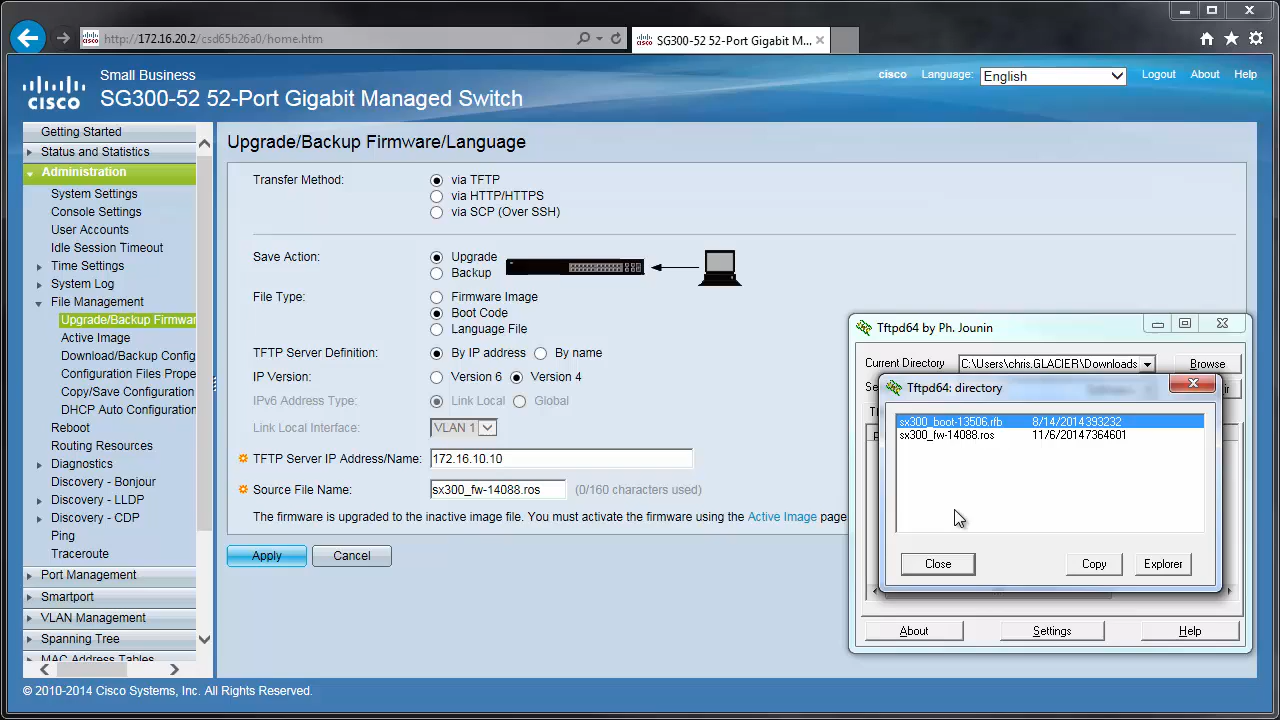 http://172.16.20.2/csd65b26a0/home.htm
SG300-52 52-Port Gigabit M...
Small Business
cisco
SG300-52 52-Port Gigabit Managed Switch
cisco Language: English Logout About Help
Getting Started
Status and Statistics
Administration
System Settings
Console Settings
User Accounts
Idle Session Timeout
Time Settings
System Log
File Management
Upgrade/Backup Firmwar
Active Image
Download/Backup Config
Configuration Files Prope
Copy/Save Configuration
DHCP Auto Configuration
Reboot
Routing Resources
Diagnostics
Discovery - Bonjour
Discovery - LLDP
Discovery - CDP
Ping
Traceroute
Port Management
Smartport
VLAN Management
Spanning Tree
MAC Address Tables
Upgrade/Backup Firmware/Language
Transfer Method: via TFTP
via HTTP/HTTPS
via SCP (Over SSH)
Save Action: Upgrade
Backup
File Type: Firmware Image
Boot Code
Language File
TFTP Server Definition: By IP address By name
IP Version: Version 6 Version 4
IPv6 Address Type: Link Local Global
Link Local Interface: VLAN 1
TFTP Server IP Address/Name: 172.16.10.10
Source File Name: sx300_fw-14088.ros (0/160 characters used)
The firmware is upgraded to the inactive image file. You must activate the firmware using the Active Image page
Apply Cancel
Tftpd64 by Ph. Jounin
Current Directory C:\Users\chris.GLACIER\Downloads Browse
Tftpd64: directory
sx300_boot-13506.rfb 8/14/2014 393232
sx300_fw-14088.ros 11/6/2014 7364601
Close Copy Explorer
About Settings Help
© 2010-2014 Cisco Systems, Inc. All Rights Reserved.